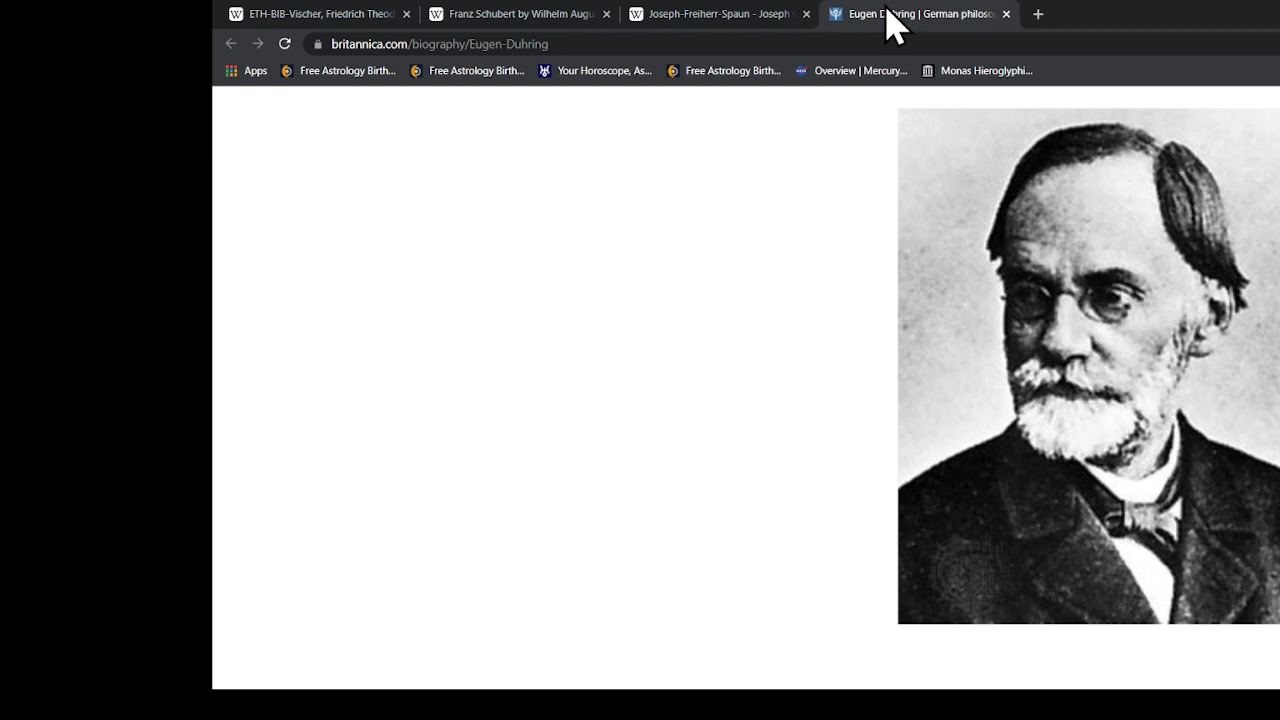 ETH-BIB-Vischer, Friedrich Theod
Franz Schubert by Wilhelm Augu
Joseph-Freiherr-Spaun - Joseph v
Eugen Dühring | German philoso
britannica.com/biography/Eugen-Duhring
Apps
Free Astrology Birth...
Free Astrology Birth...
Your Horoscope, As...
Free Astrology Birth...
Overview | Mercury...
Monas Hieroglyphi...